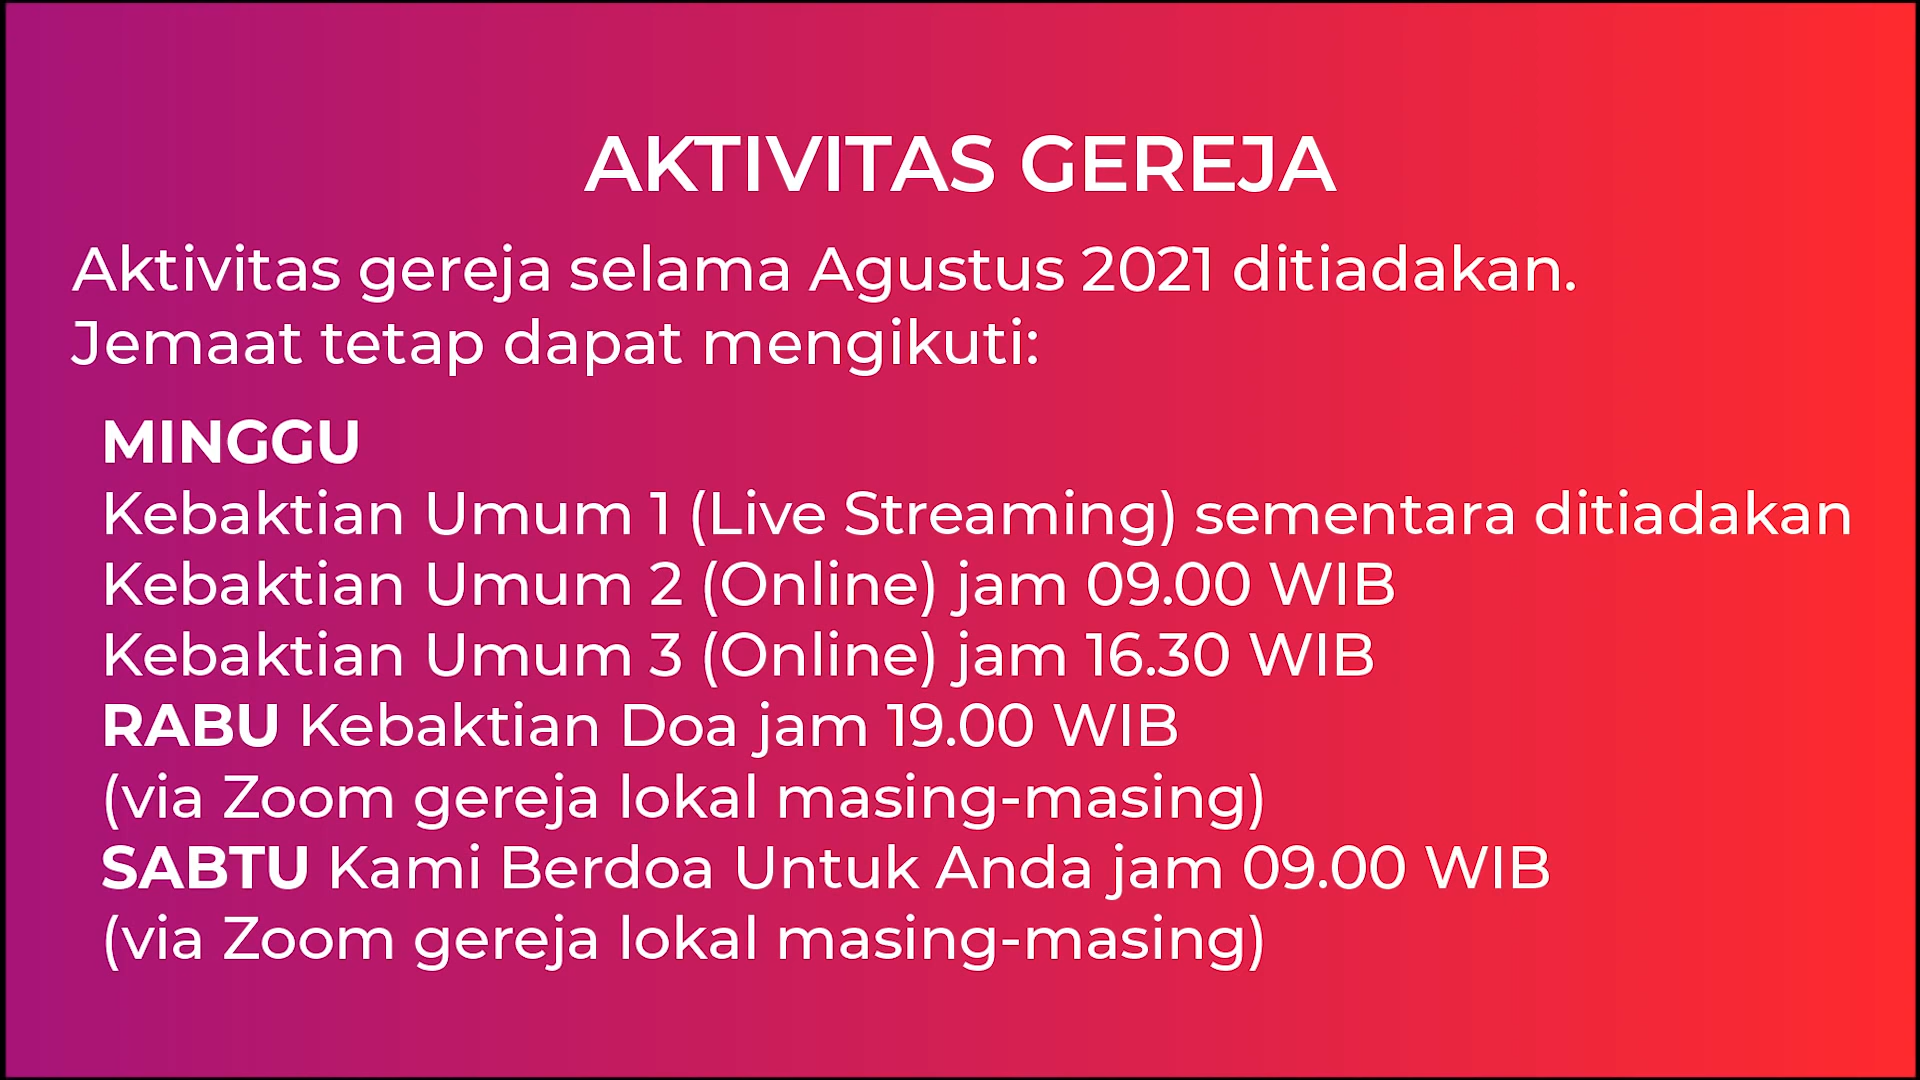 AKTIVITAS GEREJA
Aktivitas gereja selama Agustus 2021 ditiadakan.
Jemaat tetap dapat mengikuti:
MINGGU
Kebaktian Umum 1 (Live Streaming) sementara ditiadakan
Kebaktian Umum 2 (Online) jam 09.00 WIB
Kebaktian Umum 3 (Online) jam 16.30 WIB
RABU Kebaktian Doa jam 19.00 WIB
(via Zoom gereja lokal masing-masing)
SABTU Kami Berdoa Untuk Anda jam 09.00 WIB
(via Zoom gereja lokal masing-masing)